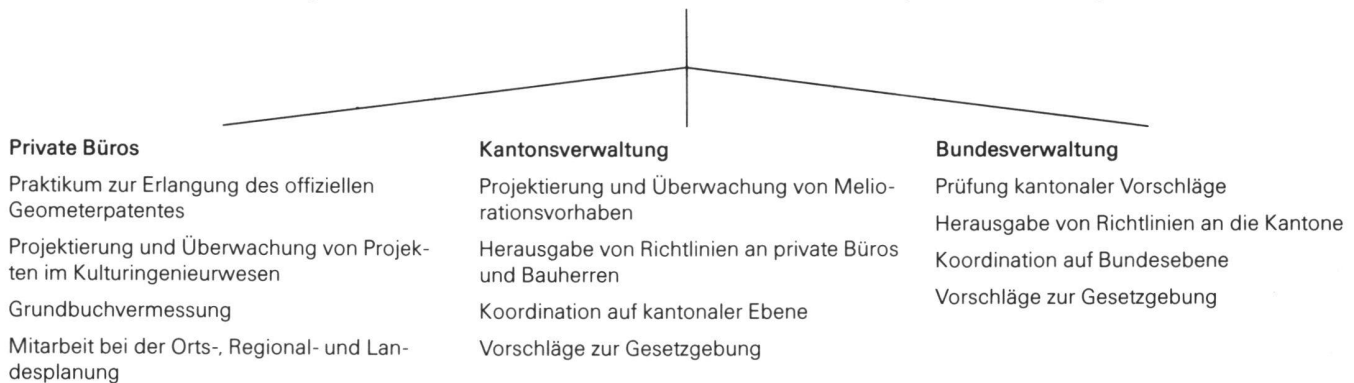 Private Büros
Praktikum zur Erlangung des offiziellen
Geometerpatentes
Projektierung und Überwachung von Projek-
ten im Kulturingenieurwesen
Grundbuchvermessung
Mitarbeit bei der Orts-, Regional- und Lan-
desplanung
Kantonsverwaltung
Projektierung und Überwachung von Melio-
rationsvorhaben
Herausgabe von Richtlinien an private Büros
und Bauherren
Koordination auf kantonaler Ebene
Vorschläge zur Gesetzgebung
Bundesverwaltung
Prüfung kantonaler Vorschläge
Herausgabe von Richtlinien an die Kantone
Koordination auf Bundesebene
Vorschläge zur Gesetzgebung